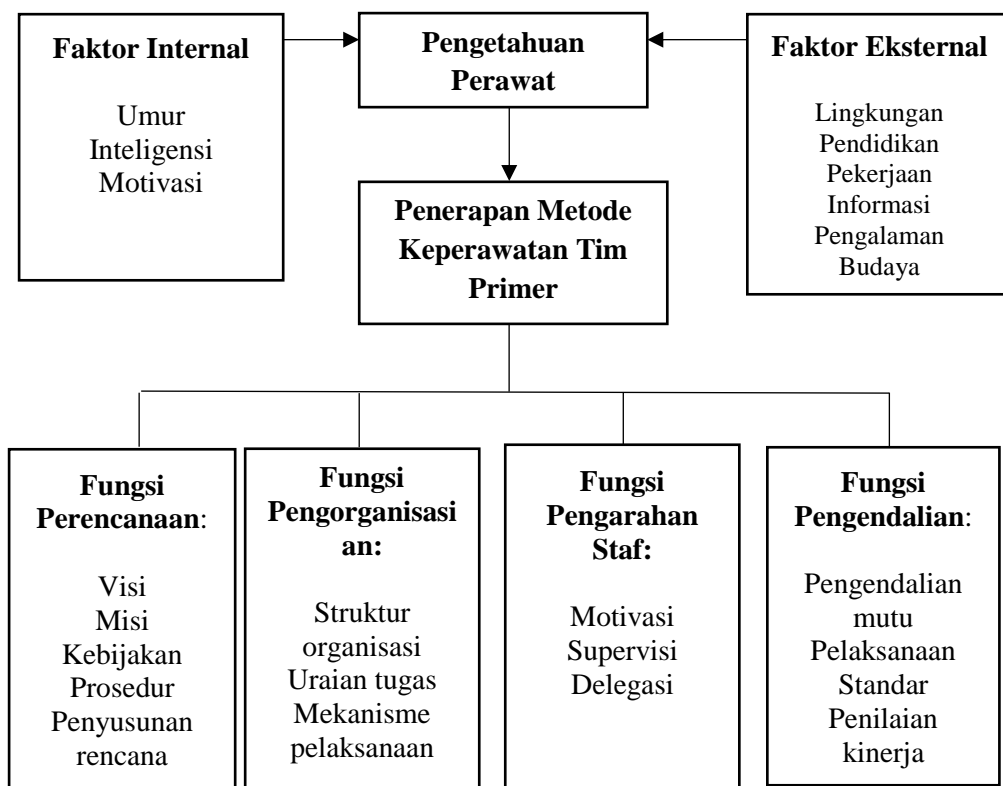 Faktor Internal
Umur
Inteligensi
Motivasi
Pengetahuan
Perawat
Faktor Eksternal
Lingkungan
Pendidikan
Pekerjaan
Informasi
Pengalaman
Budaya
Penerapan Metode
Keperawatan Tim
Primer
Fungsi
Perencanaan:
Visi
Misi
Kebijakan
Prosedur
Penyusunan
rencana
Fungsi
Pengorganisasi
an:
Struktur
organisasi
Uraian tugas
Mekanisme
pelaksanaan
Fungsi
Pengarahan
Staf:
Motivasi
Supervisi
Delegasi
Fungsi
Pengendalian:
Pengendalian
mutu
Pelaksanaan
Standar
Penilaian
kinerja